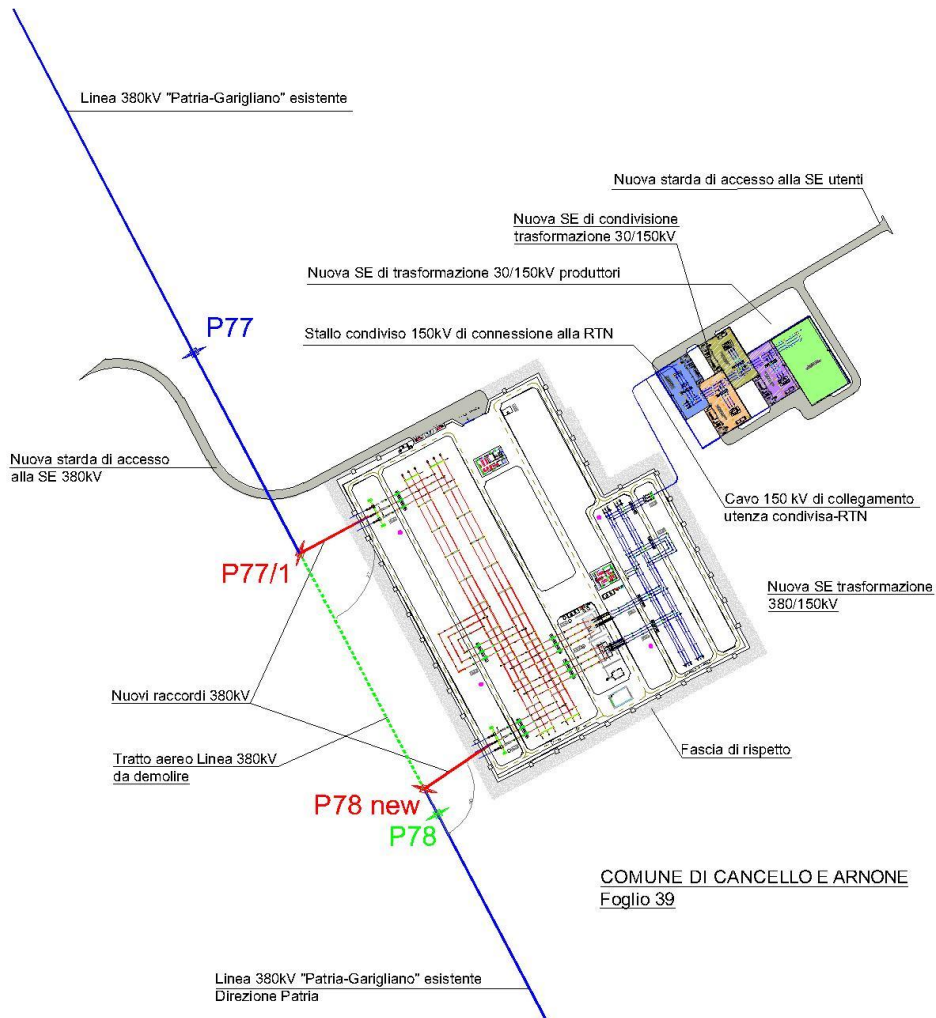 Linea 380kV "Patria-Garigliano" esistente
Nuova starda di accesso alla SE utenti
Nuova SE di condivisione
trasformazione 30/150kV
Nuova SE di trasformazione 30/150kV produttori
P77
Stallo condiviso 150kV di connessione alla RTN
Nuova starda di accesso
alla SE 380kV
Cavo 150 kV di collegamento
utenza condivisa-RTN
P77/1
Nuova SE trasformazione
380/150kV
Nuovi raccordi 380kV
Tratto aereo Linea 380kV
da demolire
Fascia di rispetto
P78 new
P78
COMUNE DI CANCELLO E ARNONE
Foglio 39
Linea 380kV "Patria-Garigliano" esistente
Direzione Patria